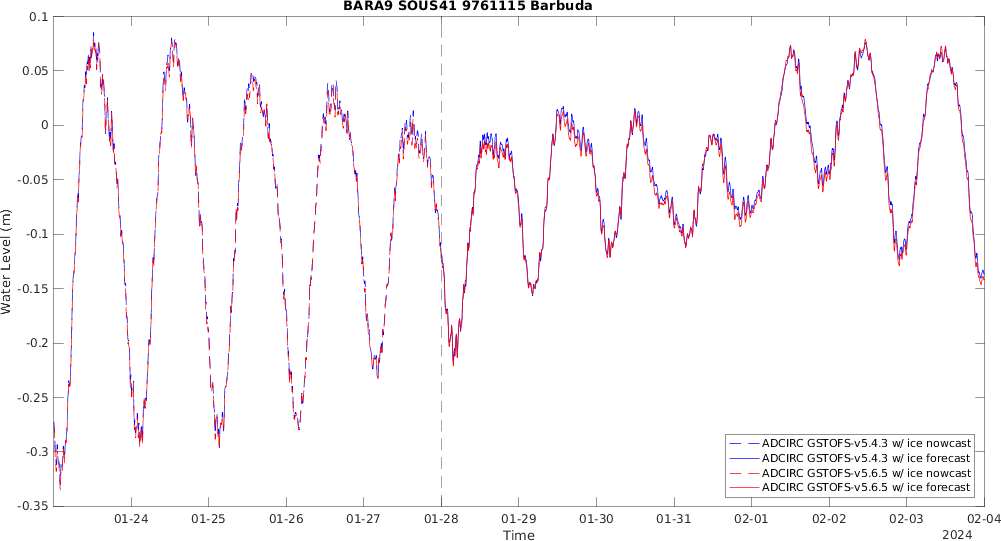 BARA9 SOUS41 9761115 Barbuda
0.1
0.05
0
-0.05
-0.1
-0.15
-0.2
-0.25
-0.3
-0.35
Water Level (m)
ADCIRC GSTOFS-v5.4.3 w/ ice nowcast
ADCIRC GSTOFS-v5.4.3 w/ ice forecast
ADCIRC GSTOFS-v5.6.5 w/ ice nowcast
ADCIRC GSTOFS-v5.6.5 w/ ice forecast
01-24 01-25 01-26 01-27 01-28 01-29 01-30 01-31 02-01 02-02 02-03 02-04
Time 2024